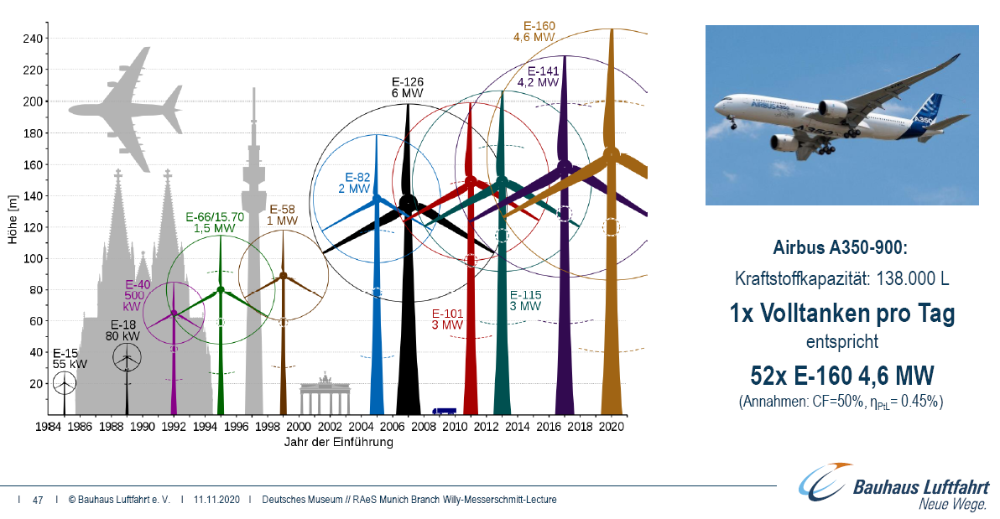 240
220
200
180
160
140
120
100
80
60
40
20
Höhe [m]
E-15
55 kW
E-18
80 kW
E-40
500
kW
E-66/15.70
1,5 MW
E-58
1 MW
E-82
2 MW
E-126
6 MW
E-101
3 MW
E-115
3 MW
E-141
4,2 MW
E-160
4,6 MW
1984 1986 1988 1990 1992 1994 1996 1998 2000 2002 2004 2006 2008 2010 2012 2014 2016 2018 2020
Jahr der Einführung
AIRBUS A350
A350
A350
Airbus A350-900:
Kraftstoffkapazität: 138.000 L
1x Volltanken pro Tag
entspricht
52x E-160 4,6 MW
(Annahmen: CF=50%, ηPtL= 0.45%)
I 47 I © Bauhaus Luftfahrt e. V. I 11.11.2020 I Deutsches Museum // RAeS Munich Branch Willy-Messerschmitt-Lecture
Bauhaus Luftfahrt
Neue Wege.